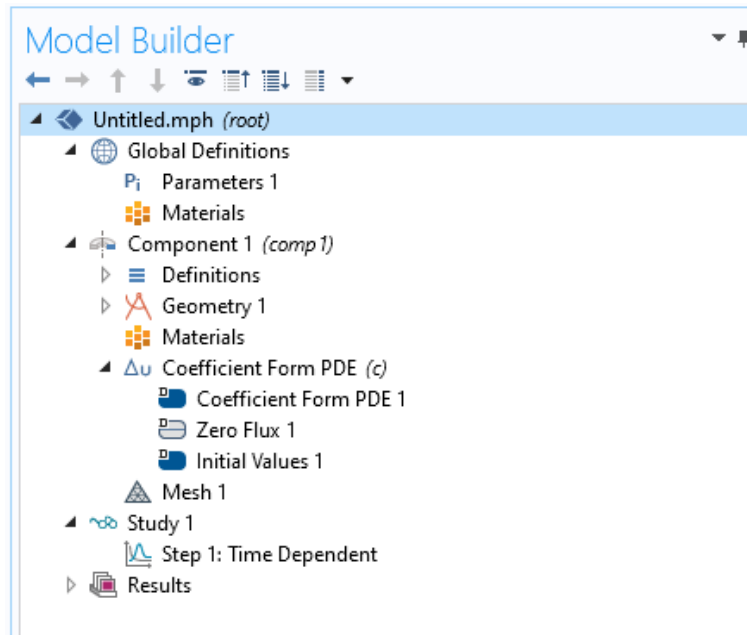 Model Builder
Untitled.mph (root)
Global Definitions
Pi Parameters 1
Materials
Component 1 (comp1)
Definitions
Geometry 1
Materials
Δu Coefficient Form PDE (c)
D Coefficient Form PDE 1
D Zero Flux 1
D Initial Values 1
Mesh 1
Study 1
Step 1: Time Dependent
Results